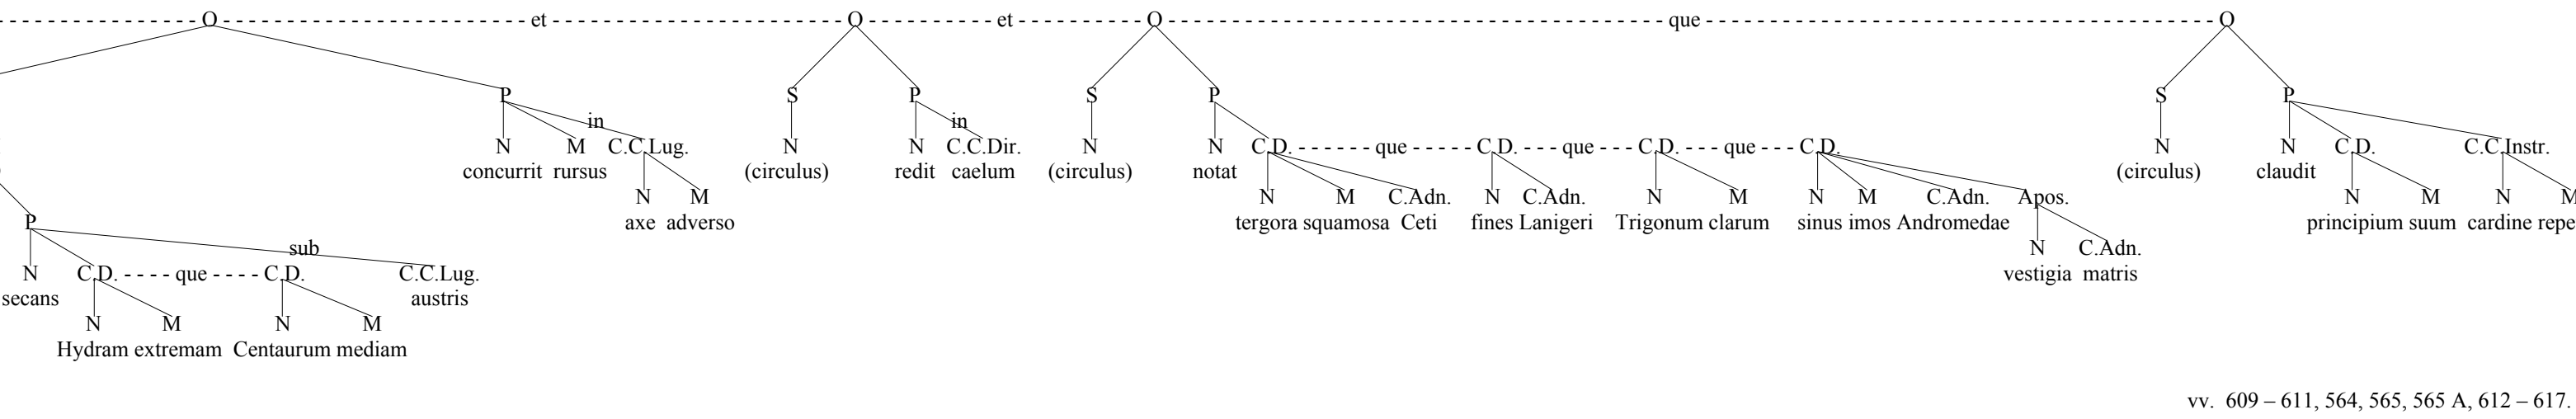 O et O et O que O
P S P S P S P
in in
N M C.C.Lug. N N C.C.Dir. N N C.D. que C.D. que C.D. que C.D. N N C.D. C.C.Instr.
concurrit rursus (circulus) redit caelum (circulus) notat (circulus) claudit
N M N M C.Adn. N C.Adn. N M N M C.Adn. Apos. N M N
axe adverso tergora squamosa Ceti fines Lanigeri Trigonum clarum sinus imos Andromedae principium suum cardine
P
sub
N C.D. que C.D. C.C.Lug. N C.Adn.
secans austris vestigia matris
N M N M
Hydram extremam Centaurum mediam
vv. 609 – 611, 564, 565, 565 A, 612 – 617.